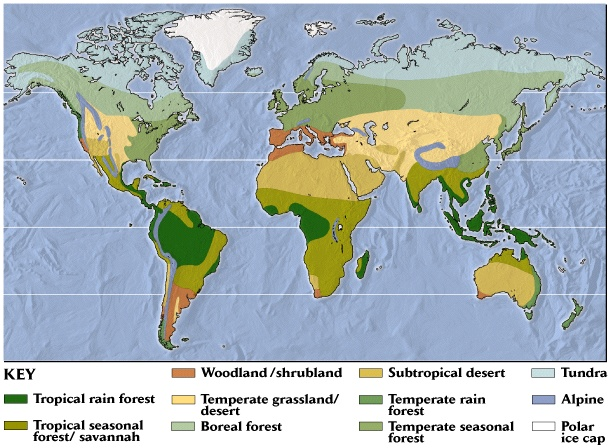 KEY
Tropical rain forest
Tropical seasonal
forest/ savannah
Woodland/shrubland
Temperate grassland/
desert
Boreal forest
Subtropical desert
Temperate rain
forest
Temperate seasonal
forest
Tundra
Alpine
Polar
ice cap